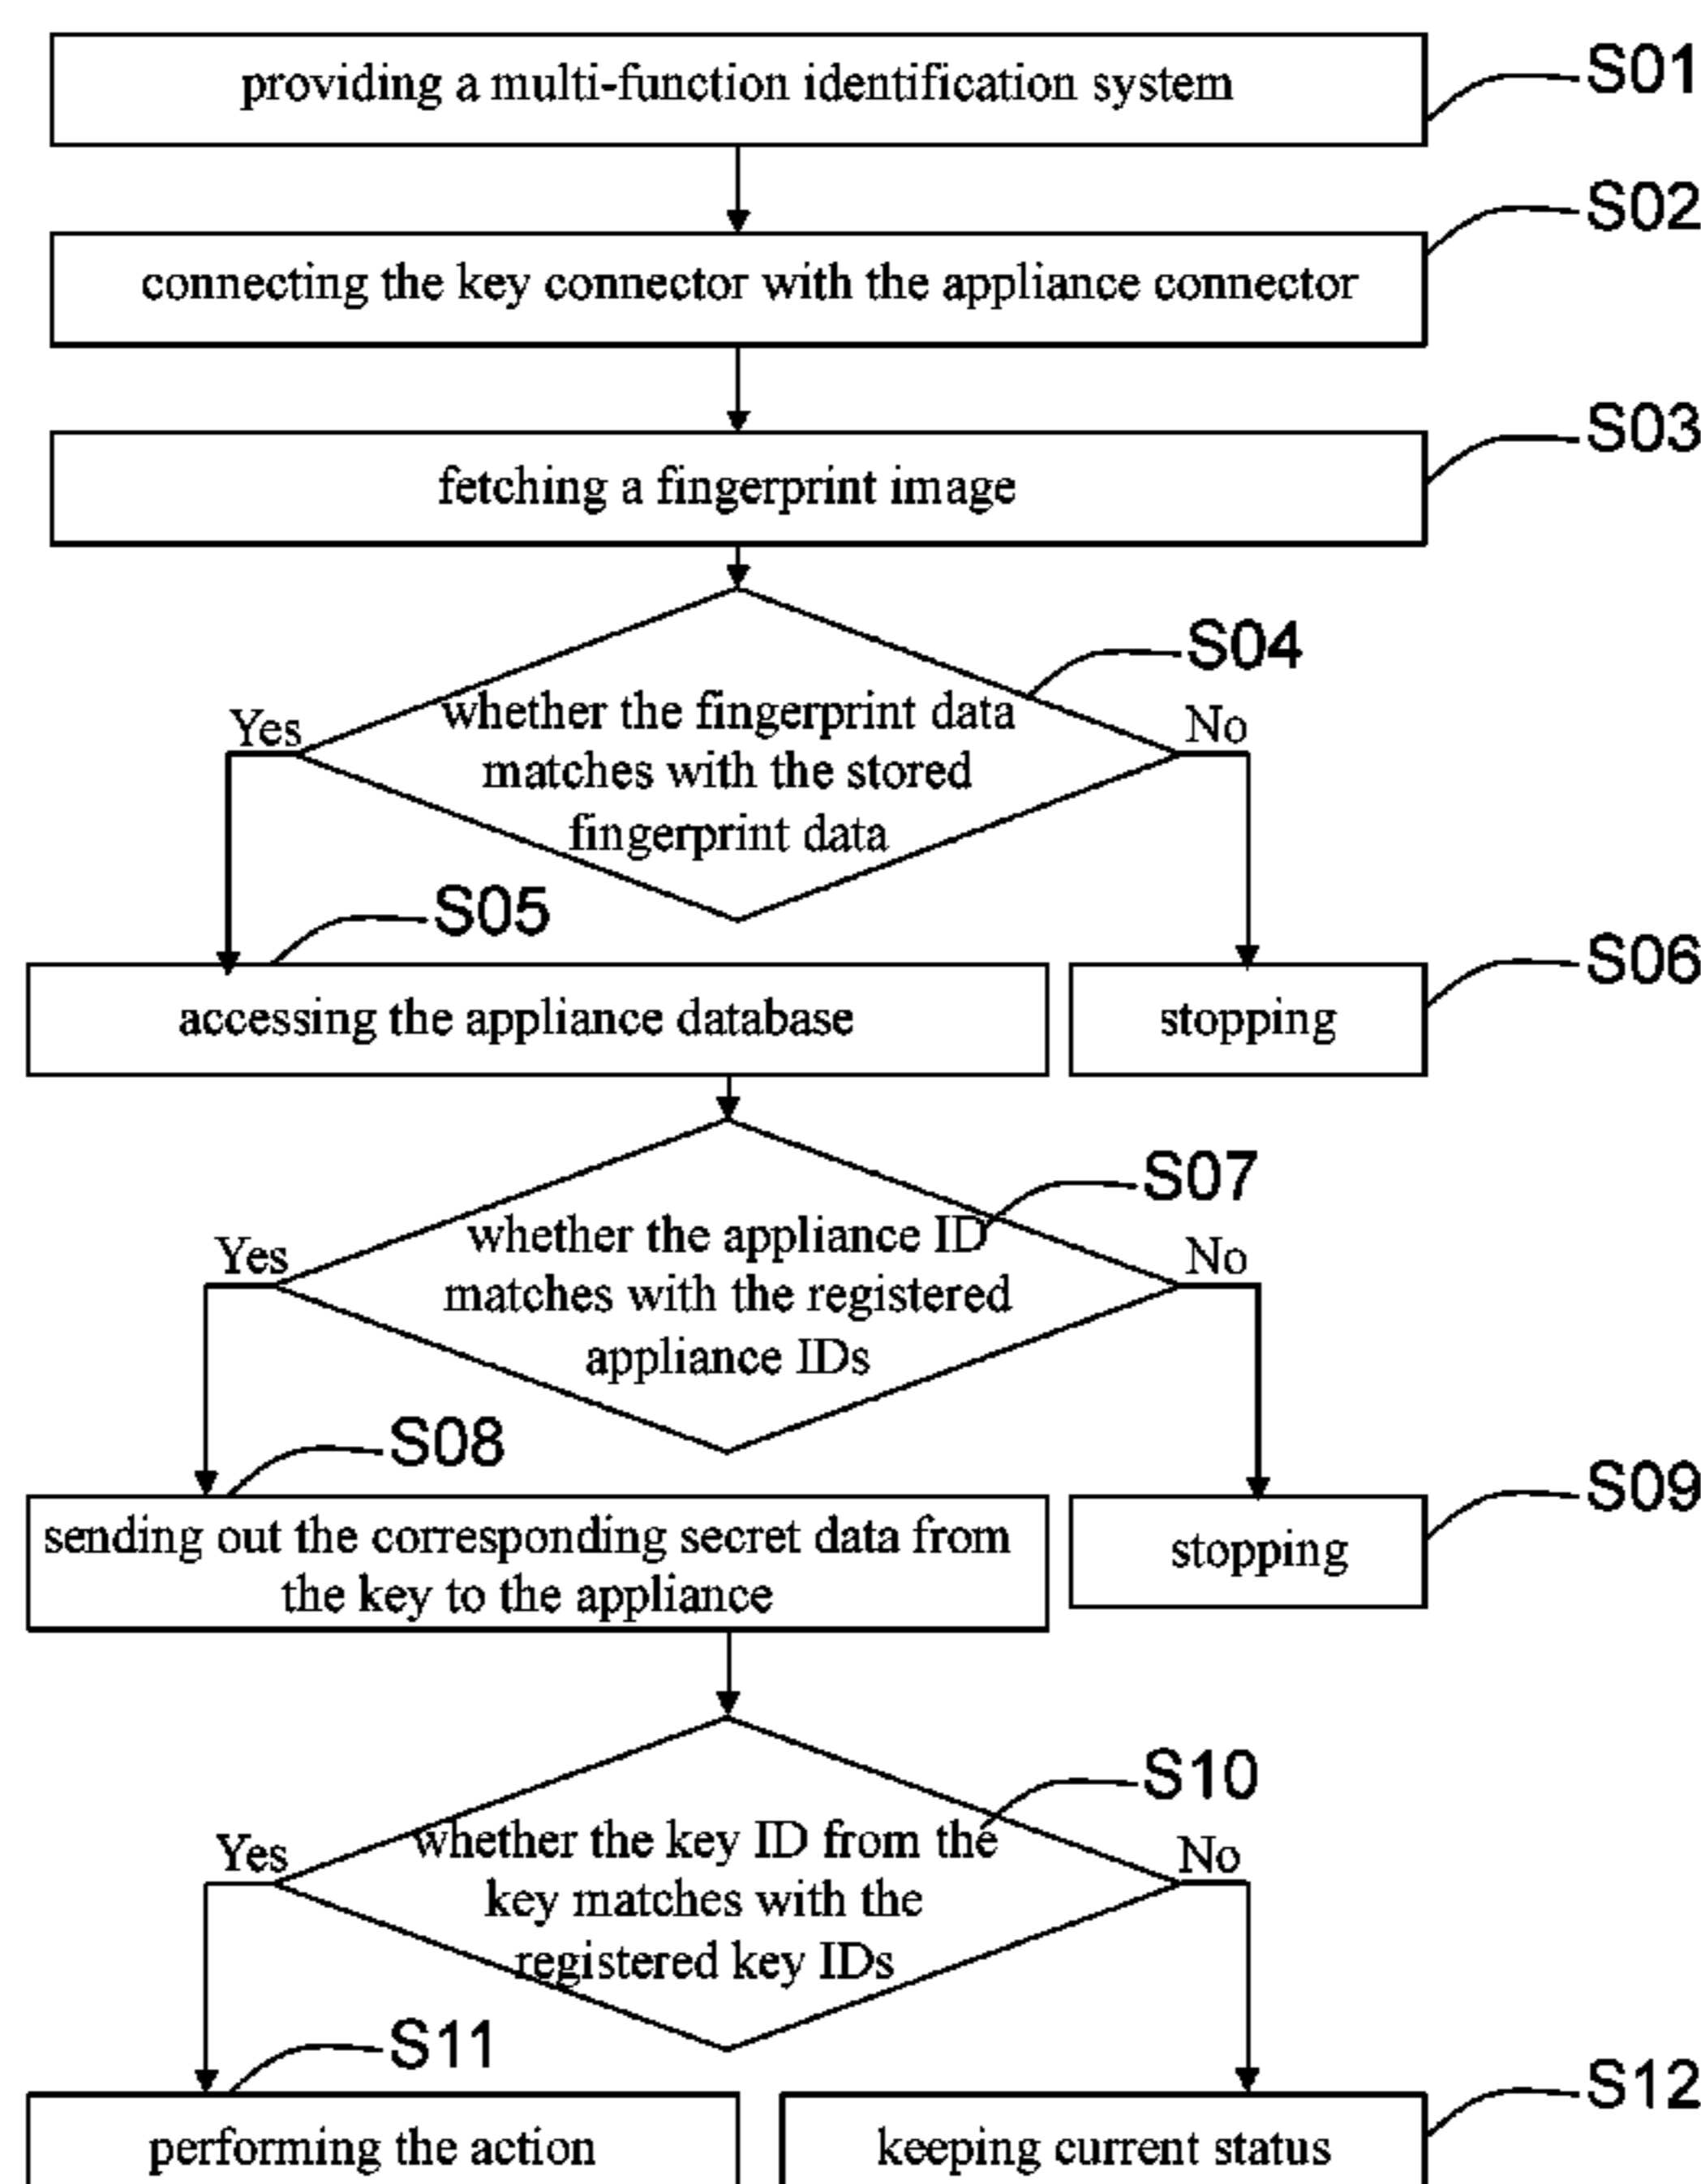 providing a multi-function identification system
S01
S02
connecting the key connector with the appliance connector
S03
fetching a fingerprint image
S04
Yes
whether the fingerprint data
matches with the stored
fingerprint data
No
S05
S06
accessing the appliance database
stopping
S07
Yes
whether the appliance ID
matches with the registered
appliance IDs
No
S08
S09
sending out the corresponding secret data from
the key to the appliance
stopping
S10
Yes
whether the key ID from the
key matches with the
registered key IDs
No
S11
S12
performing the action
keeping current status